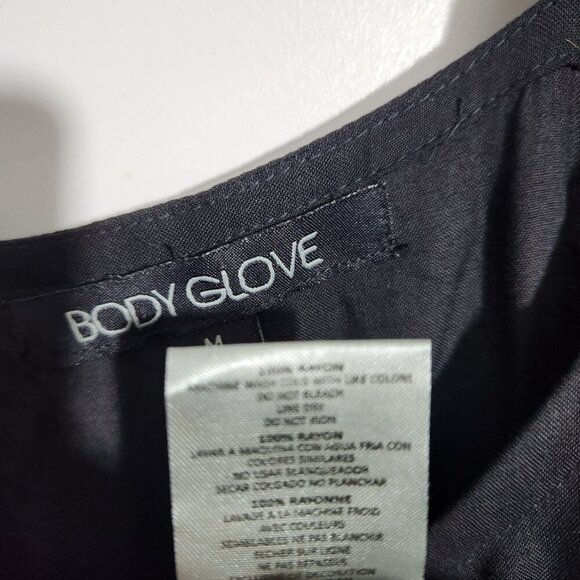 BODY GLOVE
M
100% RAYON
MACHINE WASH COLD WITH LIKE COLORS
DO NOT BLEACH
LINE DRY
DO NOT IRON
100% RAYON
LAVAR A MAQUINA CON AGUA FRIA CON
COLORES SIMILARES
NO USAR BLANQUEADOR
SECAR COLGADO NO PLANCHAR
100% RAYONNE
LAVAGE A LA MACHINE FROID
AVEC COULEURS
SEMBLABLES NE PAS BLANCHIR
SECHER SUR LIGNE
NE PAS REPASSER